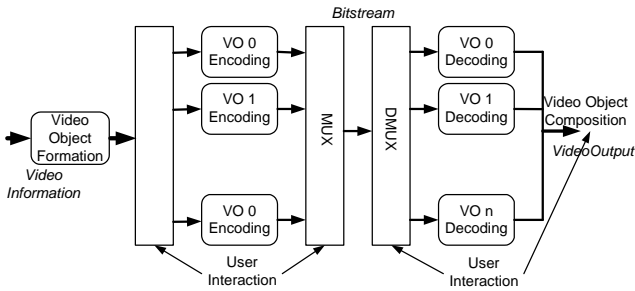 Bitstream
VO 0
Encoding
VO 0
Decoding
VO 1
Encoding
VO 1
Decoding
Video
Object
Formation
Video
Information
MUX
DMUX
Video Object
Composition
VideoOutput
VO 0
Encoding
VO n
Decoding
User
Interaction
User
Interaction